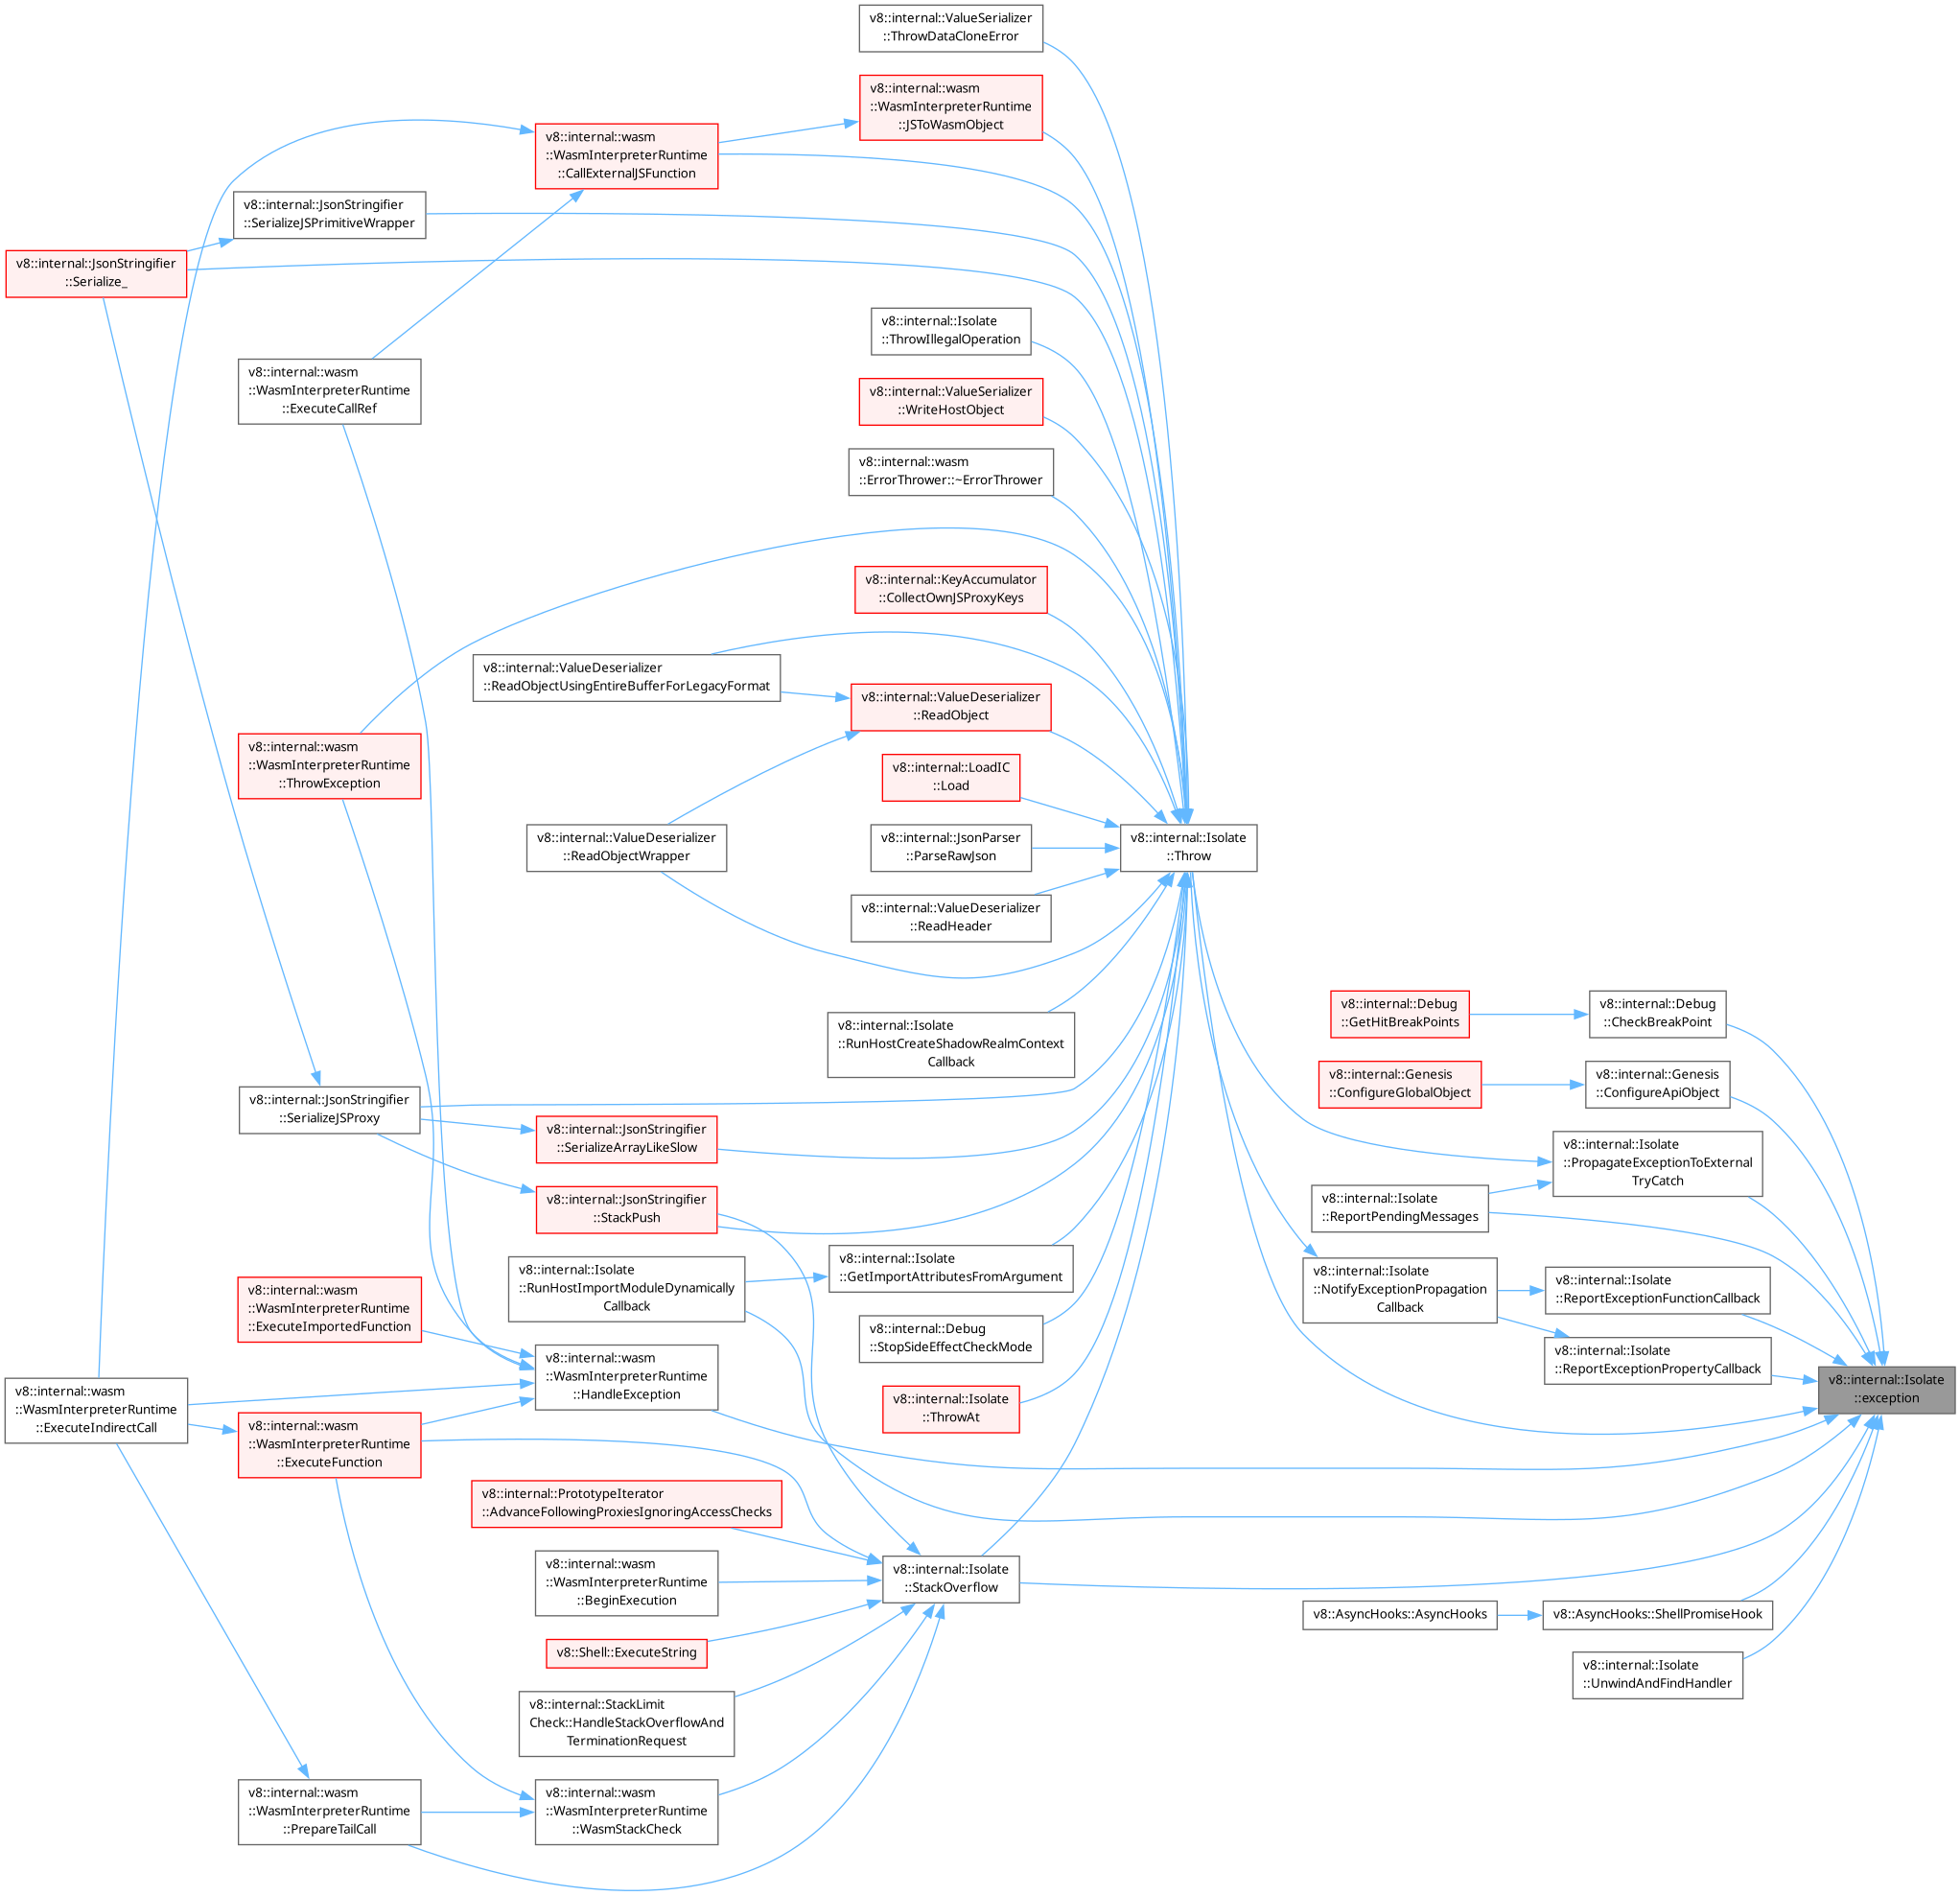 v8::internal::ValueSerializer
::ThrowDataCloneError
v8::internal::wasm
::WasmInterpreterRuntime
::JSToWasmObject
v8::internal::wasm
::WasmInterpreterRuntime
::CallExternalJSFunction
v8::internal::JsonStringifier
::SerializeJSPrimitiveWrapper
v8::internal::JsonStringifier
::Serialize_
v8::internal::Isolate
::ThrowIllegalOperation
v8::internal::wasm
::WasmInterpreterRuntime
::ExecuteCallRef
v8::internal::ValueSerializer
::WriteHostObject
v8::internal::wasm
::ErrorThrower::~ErrorThrower
v8::internal::KeyAccumulator
::CollectOwnJSProxyKeys
v8::internal::ValueDeserializer
::ReadObjectUsingEntireBufferForLegacyFormat
v8::internal::ValueDeserializer
::ReadObject
v8::internal::wasm
::WasmInterpreterRuntime
::ThrowException
v8::internal::LoadIC
::Load
v8::internal::ValueDeserializer
::ReadObjectWrapper
v8::internal::JsonParser
::ParseRawJson
v8::internal::Isolate
::Throw
v8::internal::ValueDeserializer
::ReadHeader
v8::internal::Debug
::GetHitBreakPoints
v8::internal::Debug
::CheckBreakPoint
v8::internal::Isolate
::RunHostCreateShadowRealmContext
Callback
v8::internal::Genesis
::ConfigureGlobalObject
v8::internal::Genesis
::ConfigureApiObject
v8::internal::JsonStringifier
::SerializeJSProxy
v8::internal::JsonStringifier
::SerializeArrayLikeSlow
v8::internal::Isolate
::PropagateExceptionToExternal
TryCatch
v8::internal::JsonStringifier
::StackPush
v8::internal::Isolate
::ReportPendingMessages
v8::internal::Isolate
::GetImportAttributesFromArgument
v8::internal::Isolate
::RunHostImportModuleDynamically
Callback
v8::internal::Isolate
::NotifyExceptionPropagation
Callback
v8::internal::Isolate
::ReportExceptionFunctionCallback
v8::internal::wasm
::WasmInterpreterRuntime
::ExecuteImportedFunction
v8::internal::Debug
::StopSideEffectCheckMode
v8::internal::Isolate
::ReportExceptionPropertyCallback
v8::internal::wasm
::WasmInterpreterRuntime
::HandleException
v8::internal::Isolate
::exception
v8::internal::wasm
::WasmInterpreterRuntime
::ExecuteIndirectCall
v8::internal::Isolate
::ThrowAt
v8::internal::wasm
::WasmInterpreterRuntime
::ExecuteFunction
v8::internal::PrototypeIterator
::AdvanceFollowingProxiesIgnoringAccessChecks
v8::internal::wasm
::WasmInterpreterRuntime
::BeginExecution
v8::internal::Isolate
::StackOverflow
v8::AsyncHooks::AsyncHooks
v8::AsyncHooks::ShellPromiseHook
v8::Shell::ExecuteString
v8::internal::Isolate
::UnwindAndFindHandler
v8::internal::StackLimit
Check::HandleStackOverflowAnd
TerminationRequest
v8::internal::wasm
::WasmInterpreterRuntime
::PrepareTailCall
v8::internal::wasm
::WasmInterpreterRuntime
::WasmStackCheck